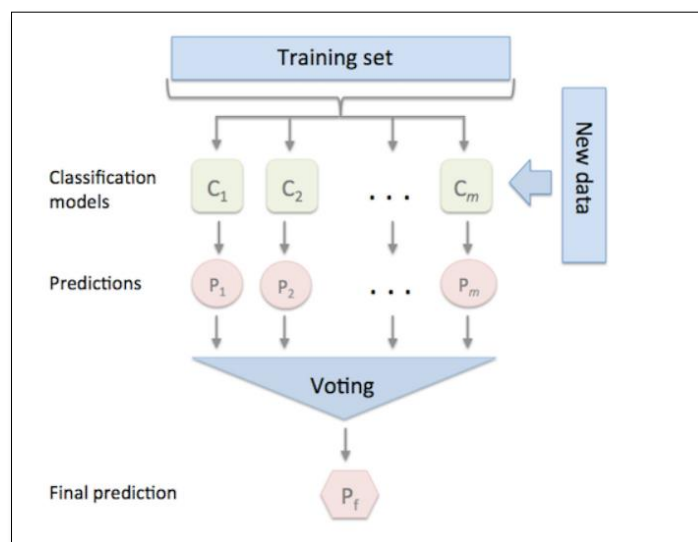 Training set
New data
Classification
models
C1 C2 . . . Cm
Predictions
P1 P2 . . . Pm
Voting
Final prediction
Pf